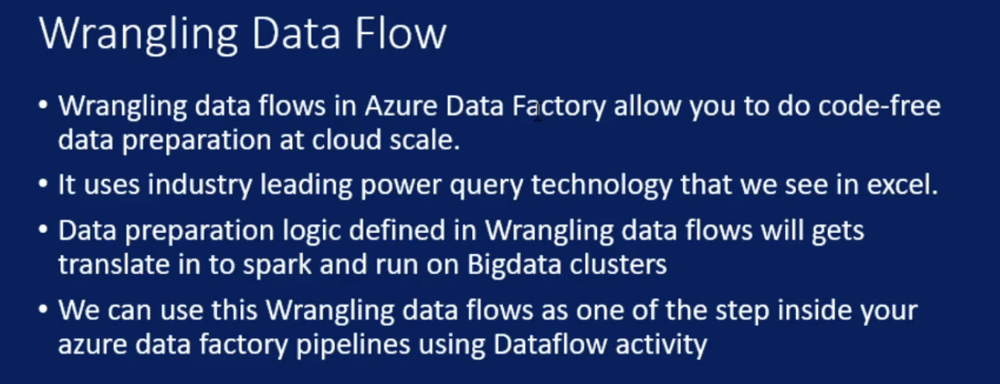 Wrangling Data Flow
• Wrangling data flows in Azure Data Factory allow you to do code-free
data preparation at cloud scale.
• It uses industry leading power query technology that we see in excel.
• Data preparation logic defined in Wrangling data flows will gets
translate in to spark and run on Bigdata clusters
• We can use this Wrangling data flows as one of the step inside your
azure data factory pipelines using Dataflow activity